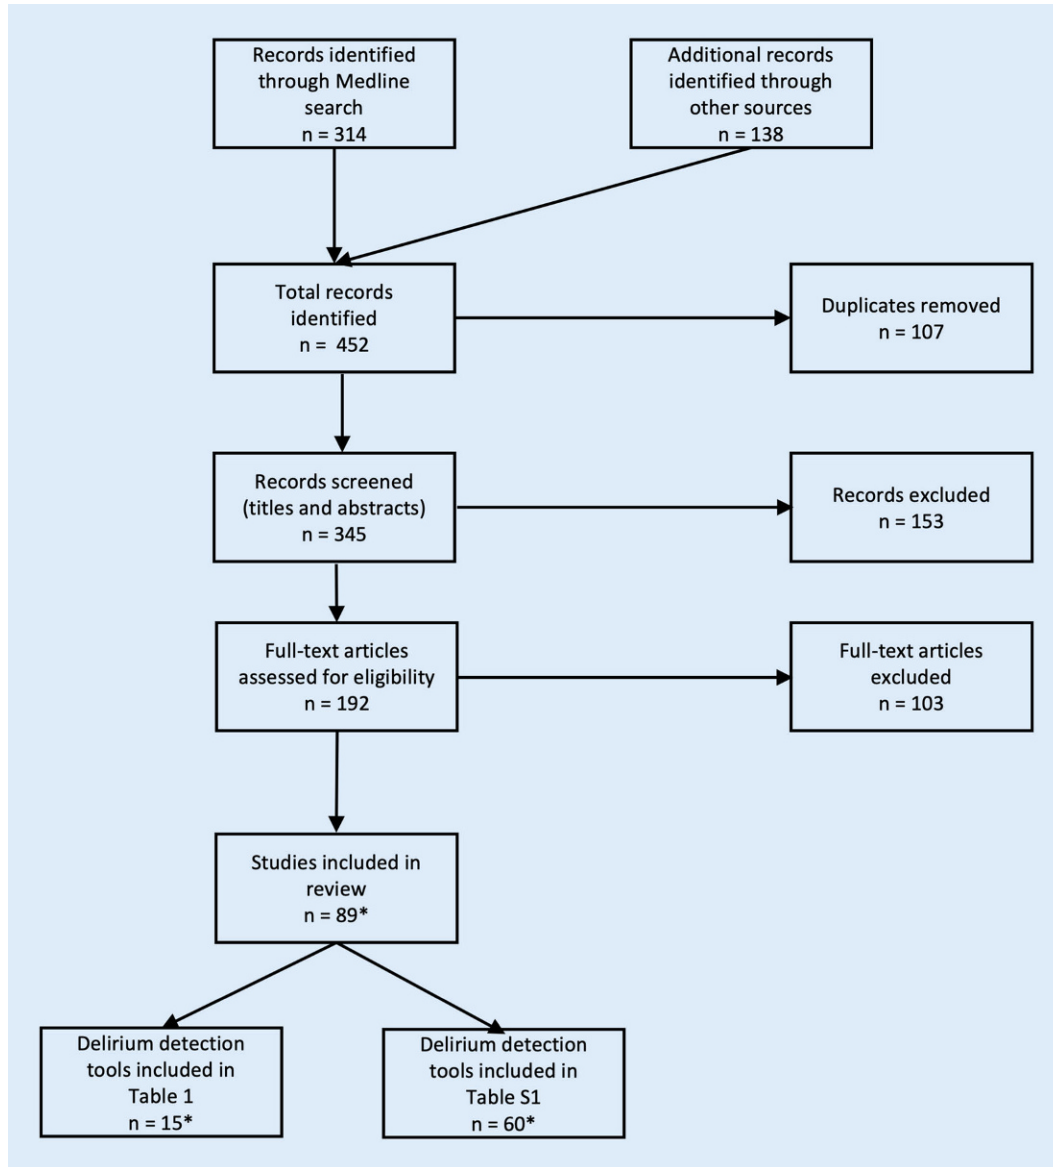 Records identified
through Medline
search
n = 314
Additional records
identified through
other sources
n = 138
Total records
identified
n =  452
Duplicates removed
n = 107
Records screened
(titles and abstracts)
n = 345
Records excluded
n = 153
Full-text articles
assessed for eligibility
n = 192
Full-text articles
excluded
n = 103
Studies included in
review
n = 89*
Delirium detection
tools included in
Table 1
n = 15*
Delirium detection
tools included in
Table S1
n = 60*